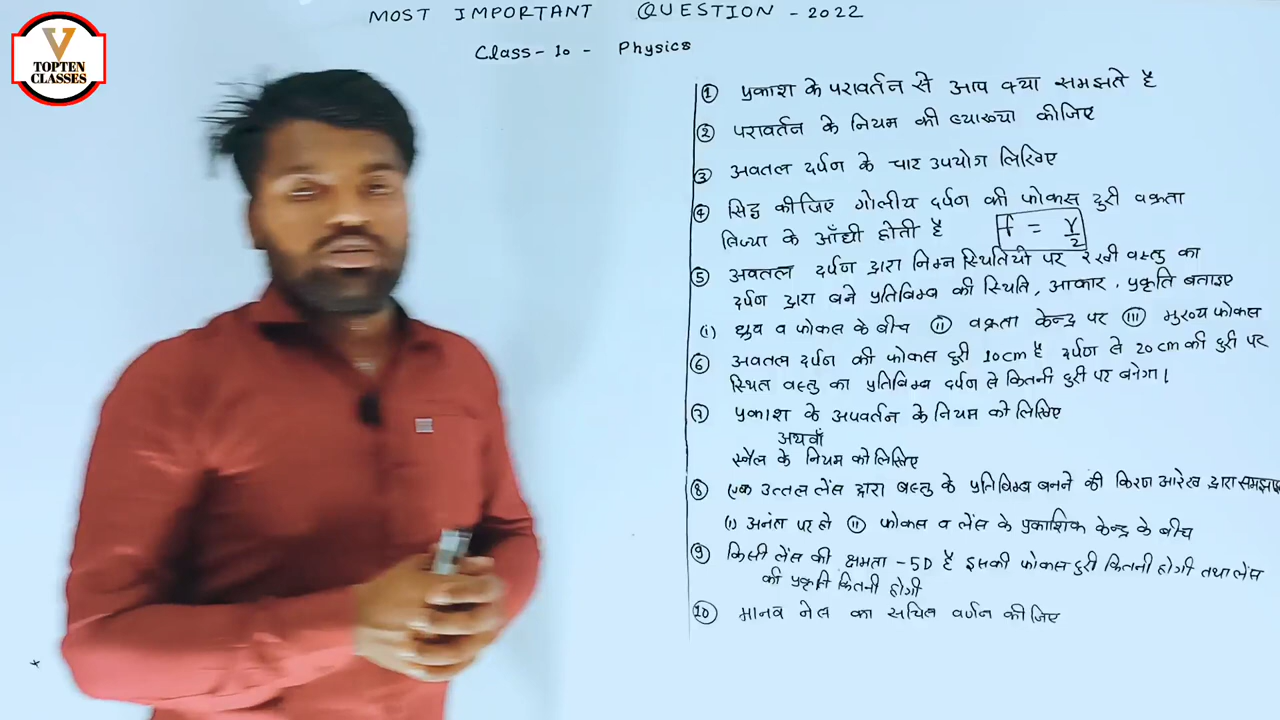 MOST IMPORTANT QUESTION - 2022
Class - 10 - Physics
V
TOPTEN
CLASSES
① प्रकाश के परावर्तन से आप क्या समझते है
② परावर्तन के नियम की व्याख्या कीजिए
③ अवतल दर्पण के चार उपयोग लिखिए
④ सिद्ध कीजिए गोलीय दर्पन की फोकस दुरी वक्रता
त्रिज्या के आँधी होती है f = r/2
⑤ अवतल दर्पण द्वारा निम्न स्थितियों पर रखी वस्तु का
दर्पण द्वारा बने प्रतिविम्ब की स्थिति, आकार, प्रकृति बताइए
(i) ध्रुव व फोकस के बीच (ii) वक्रता केन्द्र पर (iii) मुख्य फोकस
⑥ अवतल दर्पण की फोकस दुरी 10cm है दर्पण से 20cm की दुरी पर
स्थित वस्तु का प्रतिविम्ब दर्पण से कितनी दुरी पर बनेगा।
⑦ प्रकाश के अपवर्तन के नियम को लिखिए
अथवाँ
स्नैल के नियम को लिखिए
⑧ एक उत्तल लेंस द्वारा बस्तु के प्रतिविम्ब बनने की किरण आरेख द्वारा समझाए
(i) अनंत पर हो (ii) फोकस व लेंस के प्रकाशिक केन्द्र के बीच
⑨ किसी लेंस की क्षमता -5D है इसकी फोकस दुरी कितनी होगी तथा लेंस
की प्रकृति कितनी होगी
⑩ मानव नेत्र का सचित्र वर्णन कीजिए